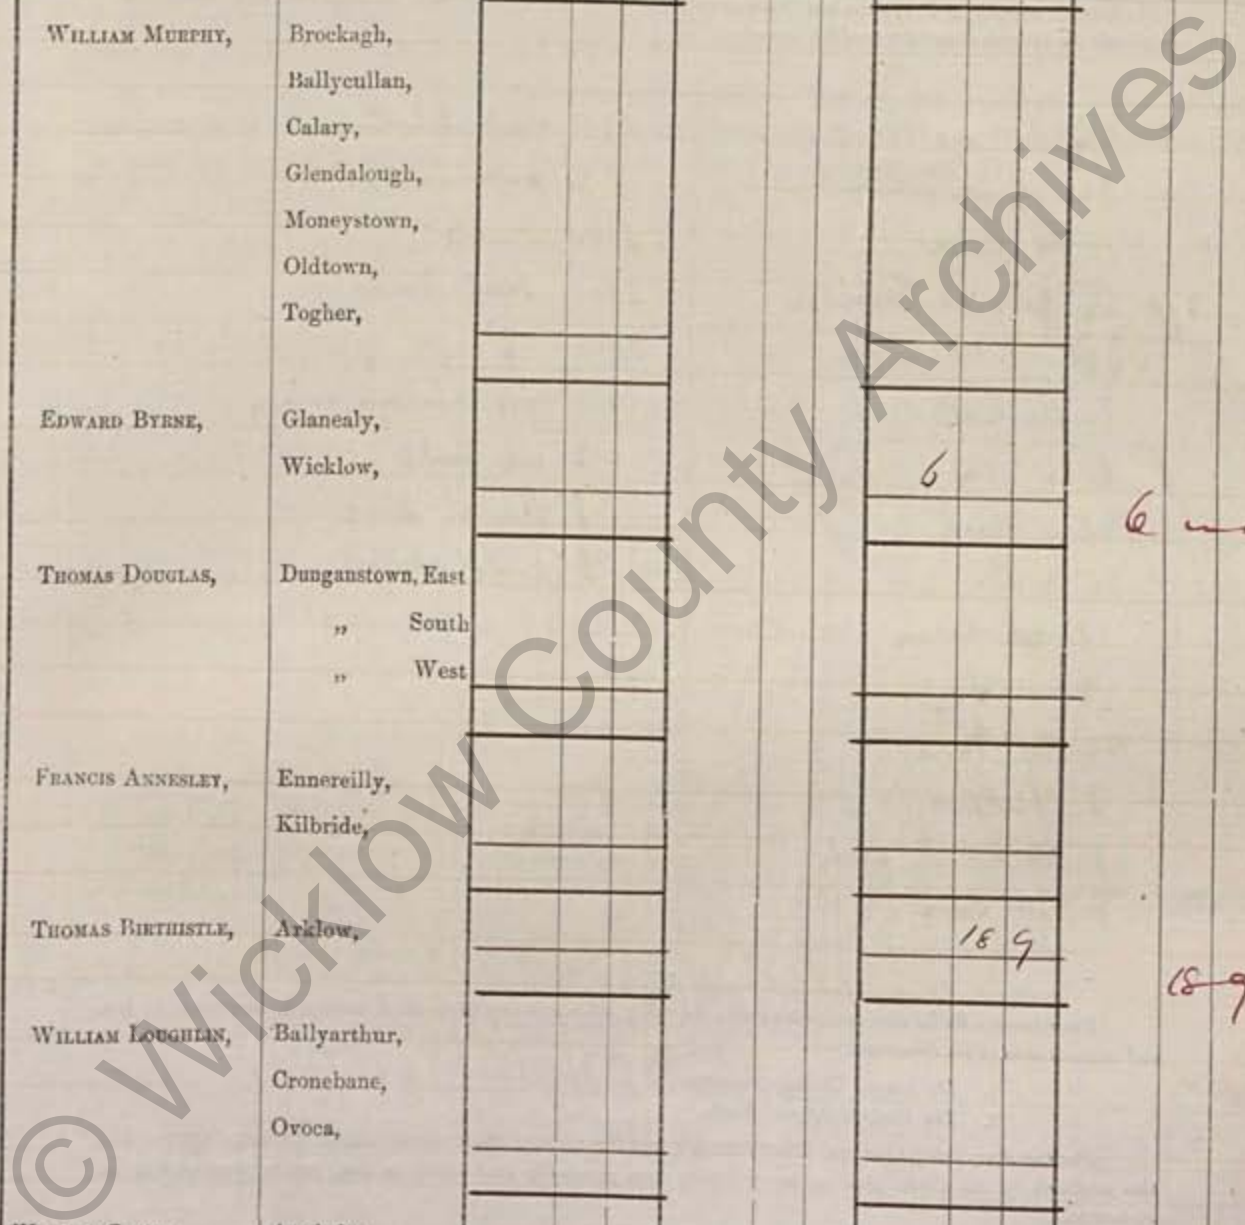 WILLIAM MURPHY, Brockagh,
Ballycullan,
Calary,
Glendalough,
Moneystown,
Oldtown,
Togher,
EDWARD BYRNE, Glanealy,
Wicklow, 6
6
THOMAS DOUGLAS, Dunganstown, East
„ South
„ West
FRANCIS ANNESLEY, Ennereilly,
Kilbride,
THOMAS BIRTHISTLE, Arklow, 18 9
18 9
WILLIAM LOUGHLIN, Ballyarthur,
Cronebane,
Ovoca,
© Wicklow County Archives